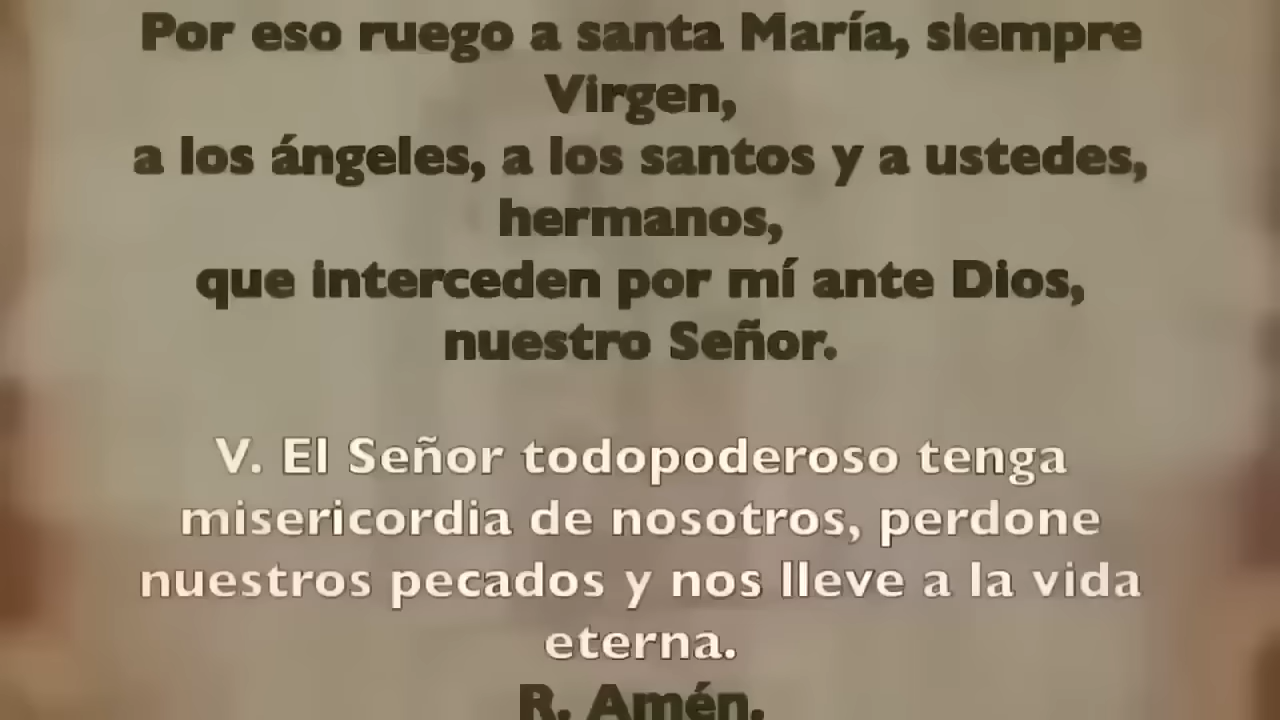 Por eso ruego a santa María, siempre
Virgen,
a los ángeles, a los santos y a ustedes,
hermanos,
que interceden por mí ante Dios,
nuestro Señor.
V. El Señor todopoderoso tenga
misericordia de nosotros, perdone
nuestros pecados y nos lleve a la vida
eterna.
R. Amén.